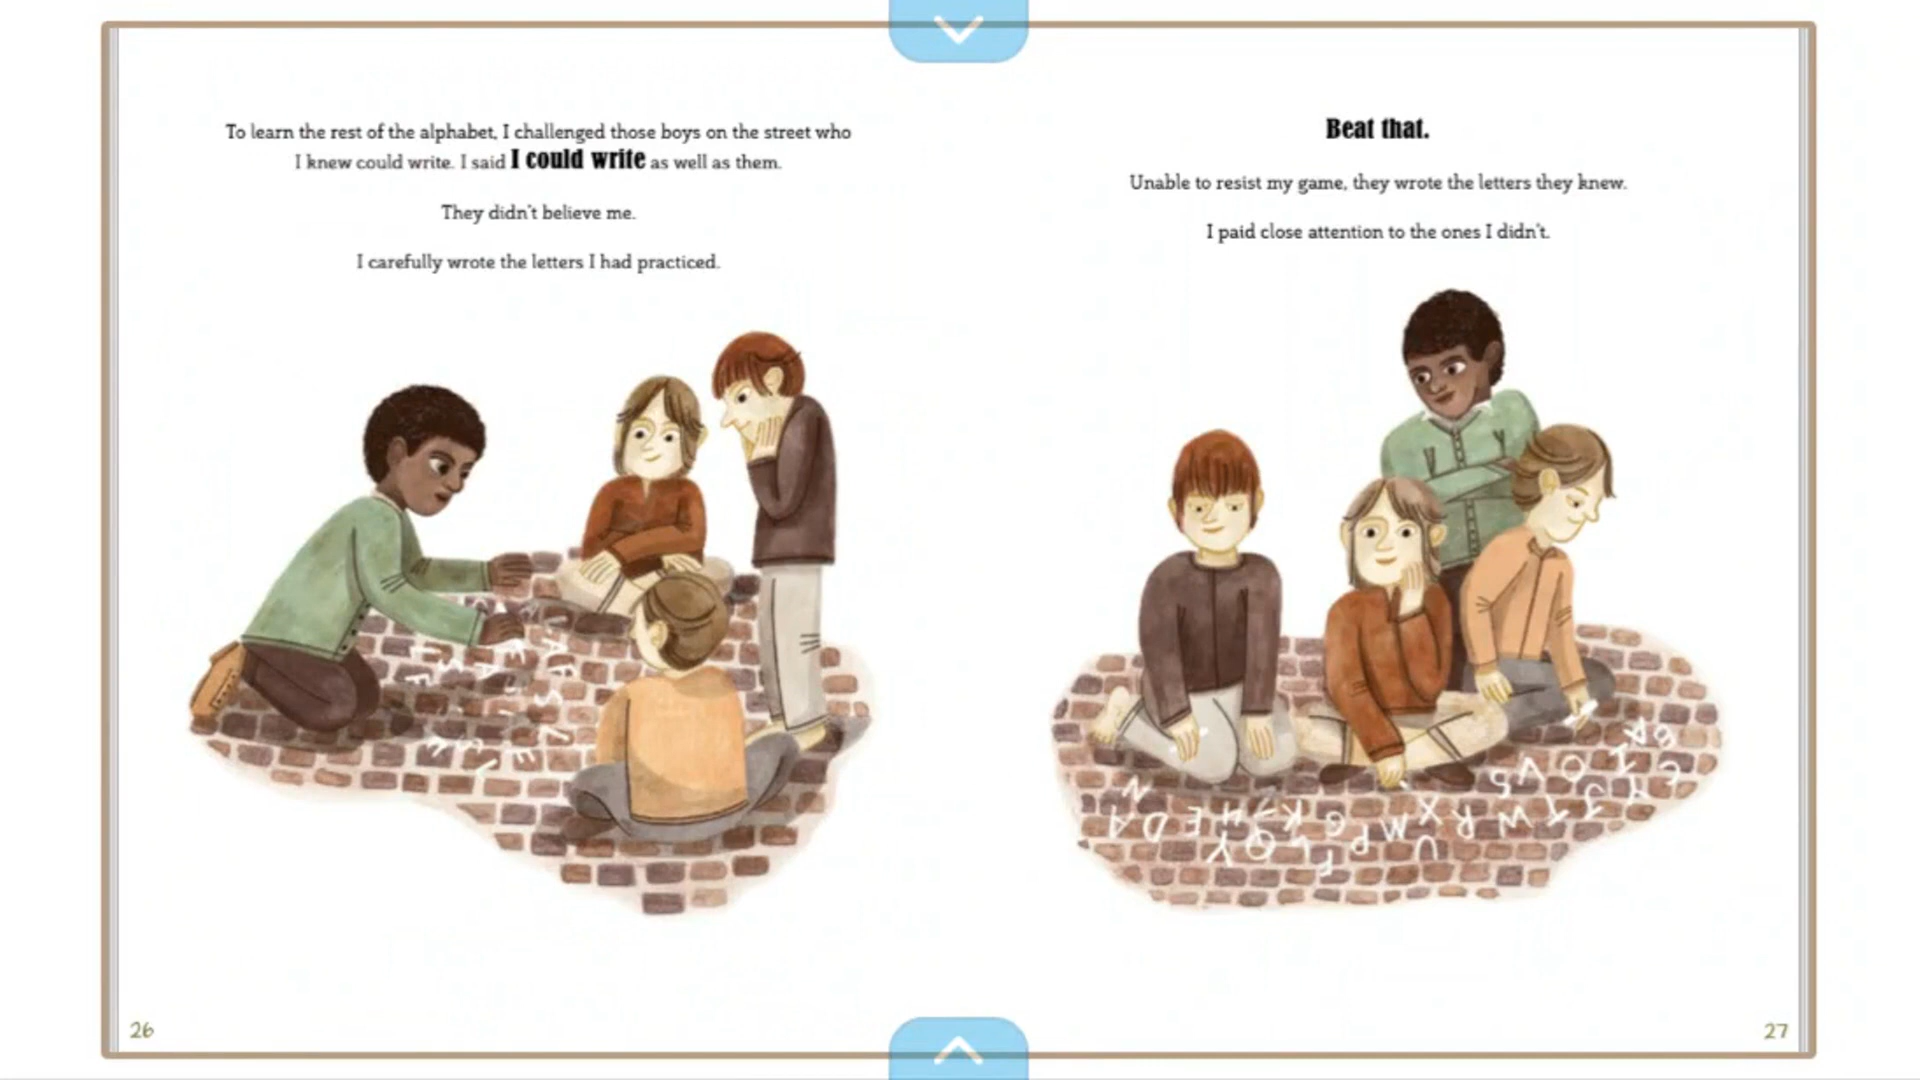 To learn the rest of the alphabet, I challenged those boys on the street who
I knew could write. I said I could write as well as them.
They didn't believe me.
I carefully wrote the letters I had practiced.
26
Beat that.
Unable to resist my game, they wrote the letters they knew.
I paid close attention to the ones I didn't.
27